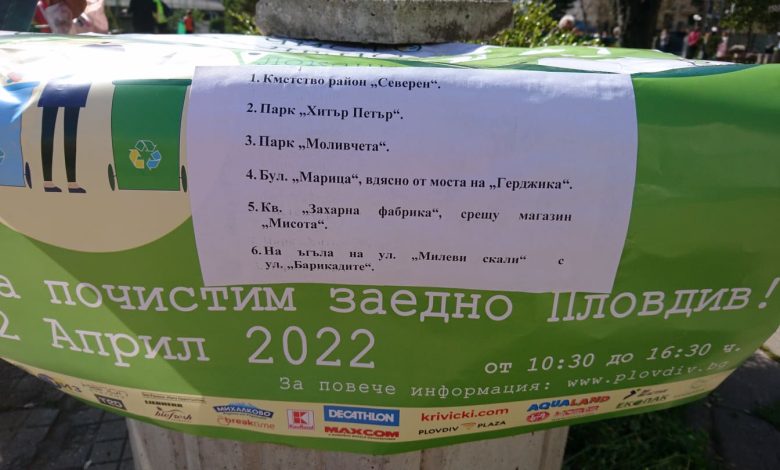 1. Кметство район „Северен“.
2. Парк „Хитър Петър“.
3. Парк „Моливчета“.
4. Бул. „Марица“, вдясно от моста на „Герджика“.
5. Кв. „Захарна фабрика“, срещу магазин
„Мисота“.
6. На ъгъла на ул. „Милеви скали“ с
ул. „Барикадите“.
а почистим заедно Пловдив!
2 Април 2022
от 10:30 до 16:30 ч.
За повече информация: www.plovdiv.bg
МИХАЛКОВО
breaktime
Kaufland
DECATHLON
MAXCOM
krivicki.com
PLOVDIV PLAZA
AQUALAND
ЕКОПАК